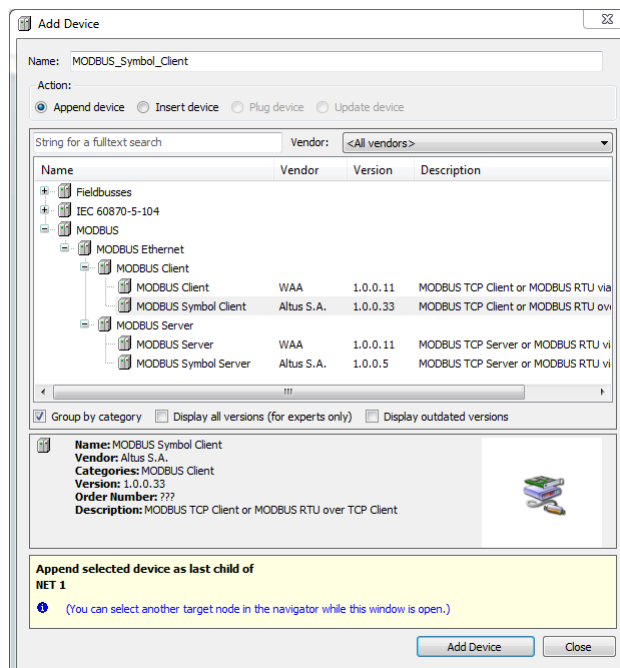 Add Device
Name: MODBUS_Symbol_Client
Action:
Append device Insert device Plug device Update device
String for a fulltext search Vendor: <All vendors>
Name Vendor Version Description
Fieldbusses
IEC 60870-5-104
MODBUS
MODBUS Ethernet
MODBUS Client
MODBUS Client WAA 1.0.0.11 MODBUS TCP Client or MODBUS RTU via
MODBUS Symbol Client Altus S.A. 1.0.0.33 MODBUS TCP Client or MODBUS RTU ove
MODBUS Server
MODBUS Server WAA 1.0.0.11 MODBUS TCP Server or MODBUS RTU vi
MODBUS Symbol Server Altus S.A. 1.0.0.5 MODBUS TCP Server or MODBUS RTU vi
Group by category Display all versions (for experts only) Display outdated versions
Name: MODBUS Symbol Client
Vendor: Altus S.A.
Categories: MODBUS Client
Version: 1.0.0.33
Order Number: ???
Description: MODBUS TCP Client or MODBUS RTU over TCP Client
Append selected device as last child of
NET 1
(You can select another target node in the navigator while this window is open.)
Add Device Close